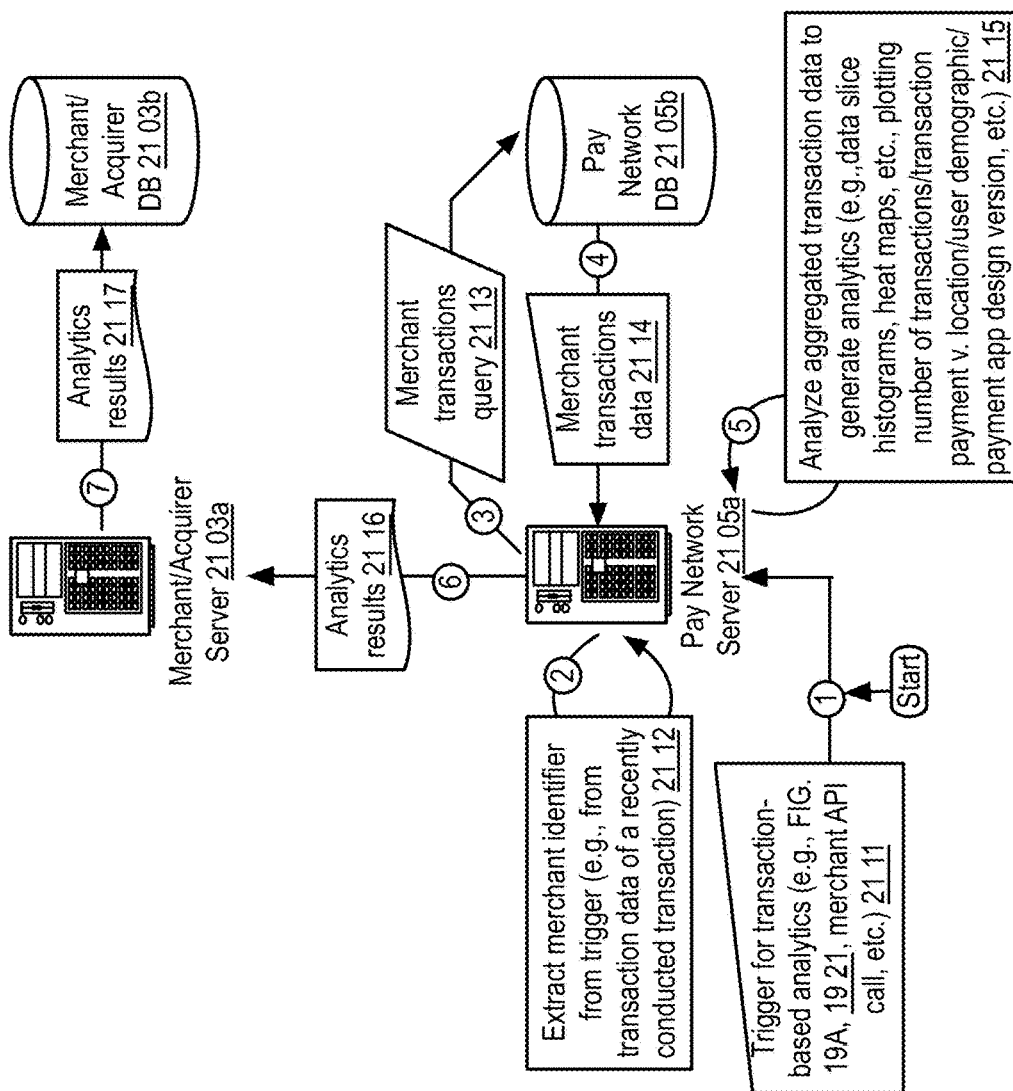 Merchant/
Acquirer
DB 21 03b
Analytics
results 21 17
7
Merchant/Acquirer
Server 21 03a
Merchant
transactions
query 21 13
3
Pay
Network
DB 21 05b
4
Merchant
transactions
data 21 14
Analytics
results 21 16
6
Pay Network
Server 21 05a
5
Analyze aggregated transaction data to
generate analytics (e.g.,data slice
histograms, heat maps, etc., plotting
number of transactions/transaction
payment v. location/user demographic/
payment app design version, etc.) 21 15
2
Extract merchant identifier
from trigger (e.g., from
transaction data of a recently
conducted transaction) 21 12
1
Start
Trigger for transaction-
based analytics (e.g., FIG.
19A, 19 21, merchant API
call, etc.) 21 11